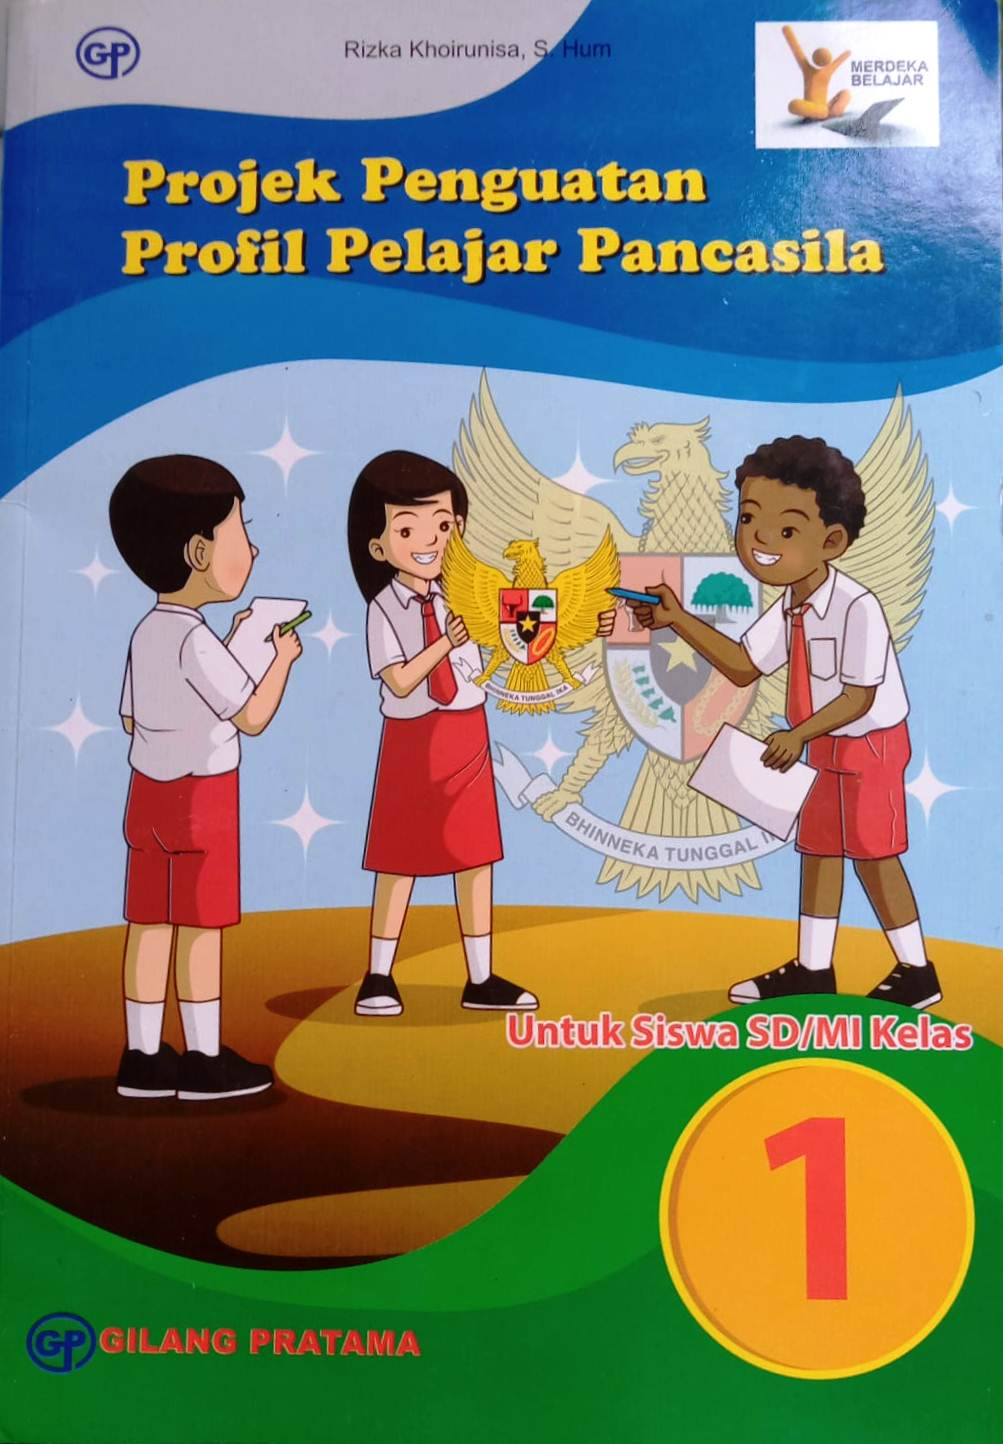 GP
Rizka Khoirunisa, S. Hum
MERDEKA
BELAJAR
Projek Penguatan
Profil Pelajar Pancasila
BHINNEKA TUNGGAL IKA
BHINNEKA TUNGGAL
Untuk Siswa SD/MI Kelas
1
GP GILANG PRATAMA